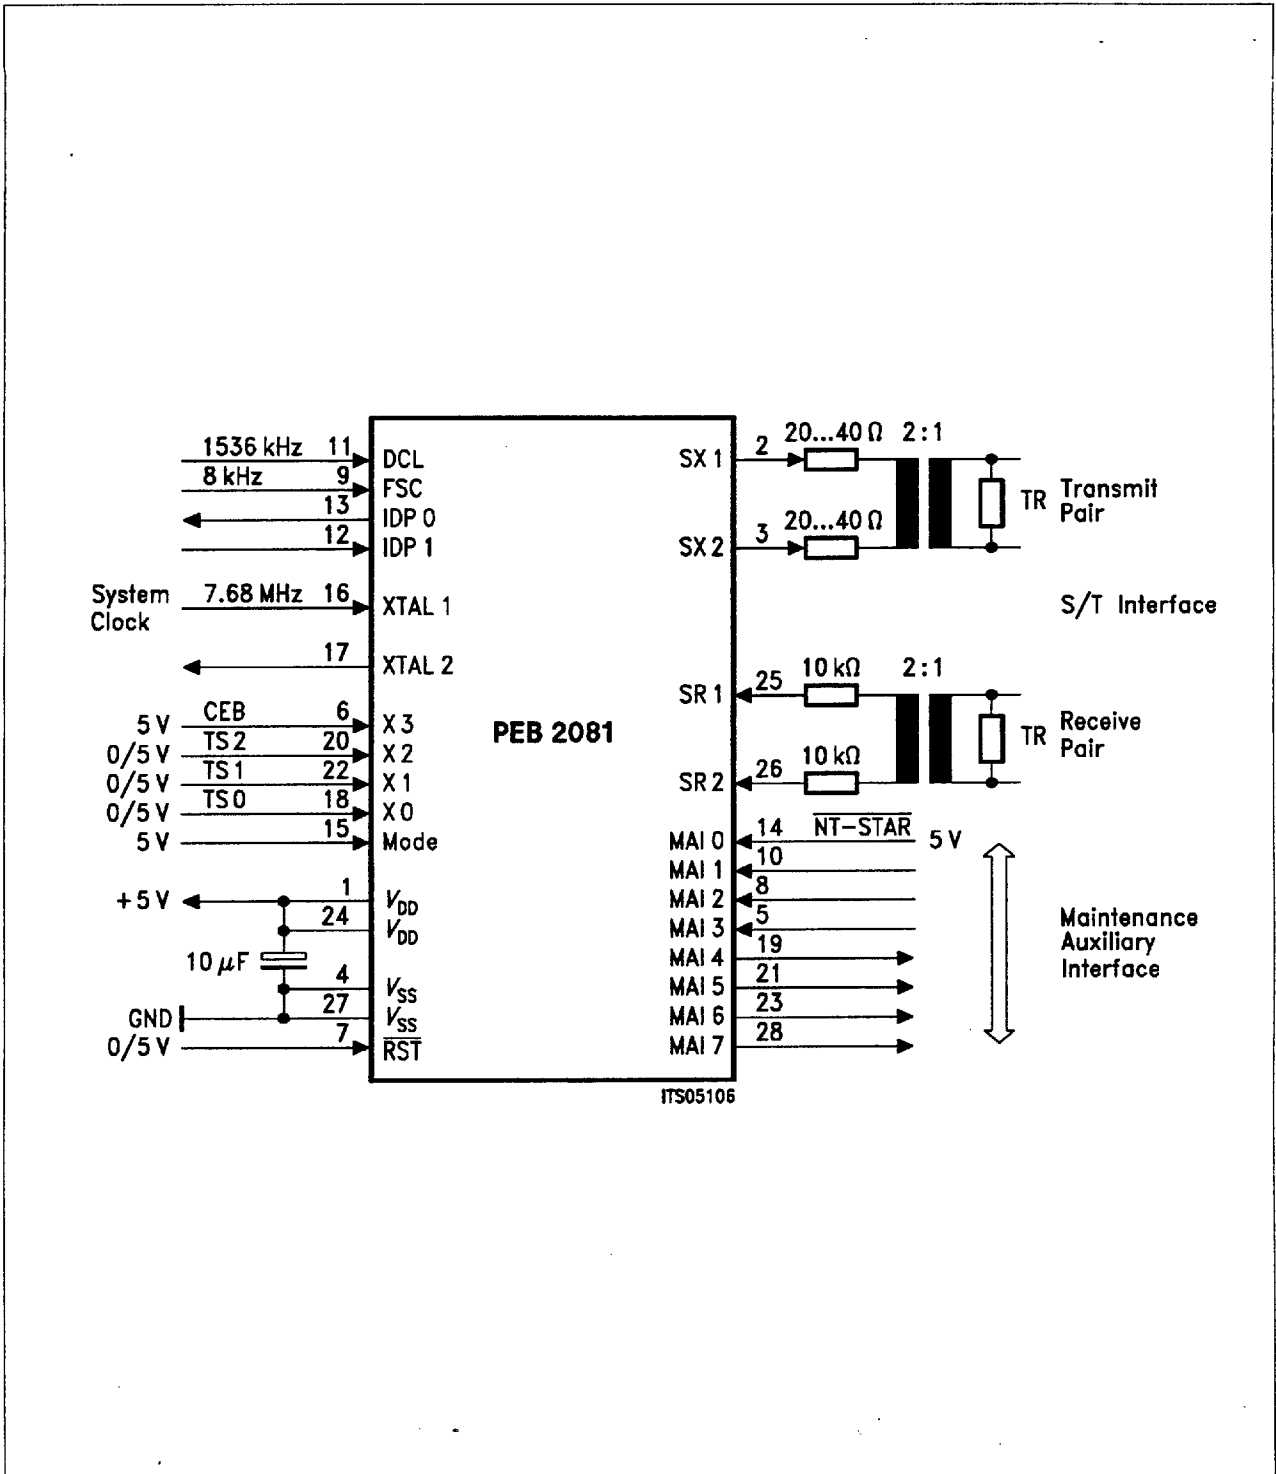 1536 kHz 11 DCL
8 kHz 9 FSC
13 IDP 0
12 IDP 1
System Clock 7.68 MHz 16 XTAL 1
17 XTAL 2
5 V CEB 6 X 3
0/5 V TS 2 20 X 2
0/5 V TS 1 22 X 1
0/5 V TS 0 18 X 0
5 V 15 Mode
+5 V 1 VDD
24 VDD
10 µF
4 VSS
GND 27 VSS
0/5 V 7 RST
PEB 2081
SX 1 2 20...40 Ω 2:1
TR Transmit Pair
SX 2 3 20...40 Ω
S/T Interface
SR 1 25 10 kΩ 2:1
TR Receive Pair
SR 2 26 10 kΩ
MAI 0 14 NT-STAR 5 V
MAI 1 10
MAI 2 8
MAI 3 5
MAI 4 19
MAI 5 21
MAI 6 23
MAI 7 28
Maintenance
Auxiliary
Interface
ITS05106